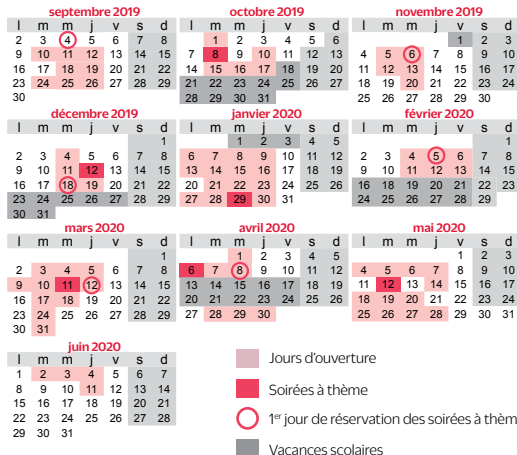 septembre 2019
l m m j v s d
2 3 4 5 6 7 8
9 10 11 12 13 14 15
16 17 18 19 20 21 22
23 24 25 26 27 28 29
30
octobre 2019
l m m j v s d
1 2 3 4 5 6
7 8 9 10 11 12 13
14 15 16 17 18 19 20
21 22 23 24 25 26 27
28 29 30 31
novembre 2019
l m m j v s d
1 2 3
4 5 6 7 8 9 10
11 12 13 14 15 16 17
18 19 20 21 22 23 24
25 26 27 28 29 30
décembre 2019
l m m j v s d
1
2 3 4 5 6 7 8
9 10 11 12 13 14 15
16 17 18 19 20 21 22
23 24 25 26 27 28 29
30 31
janvier 2020
l m m j v s d
1 2 3 4 5
6 7 8 9 10 11 12
13 14 15 16 17 18 19
20 21 22 23 24 25 26
27 28 29 30 31
février 2020
l m m j v s d
1
2 3 4 5 6 7 8
9 10 11 12 13 14 15
16 17 18 19 20 21 22
23 24 25 26 27 28 29
mars 2020
l m m j v s d
1
2 3 4 5 6 7 8
9 10 11 12 13 14 15
16 17 18 19 20 21 22
23 24 25 26 27 28 29
30 31
avril 2020
l m m j v s d
1 2 3 4 5
6 7 8 9 10 11 12
13 14 15 16 17 18 19
20 21 22 23 24 25 26
27 28 29 30
mai 2020
l m m j v s d
1 2 3
4 5 6 7 8 9 10
11 12 13 14 15 16 17
18 19 20 21 22 23 24
25 26 27 28 29 30 31
juin 2020
l m m j v s d
1 2 3 4 5 6 7
8 9 10 11 12 13 14
15 16 17 18 19 20 21
22 23 24 25 26 27 28
29 30 31
Jours d'ouverture
Soirées à thème
1er jour de réservation des soirées à thèm
Vacances scolaires